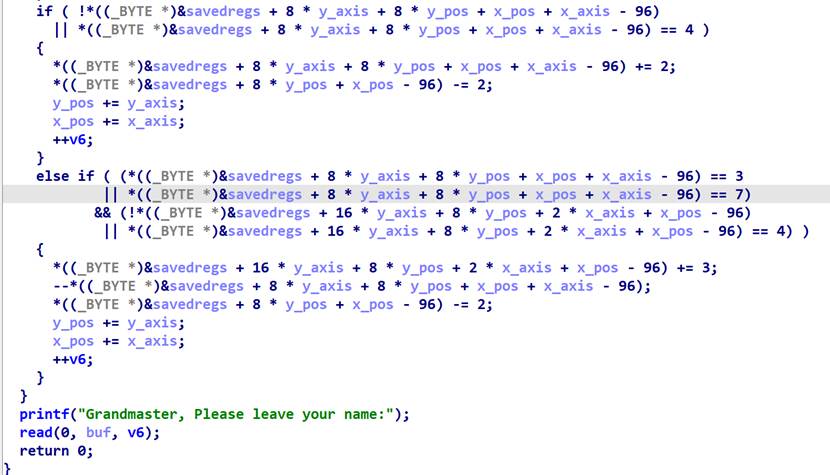 if ( !*((_BYTE *)&savedregs + 8 * y_axis + 8 * y_pos + x_pos + x_axis - 96)
|| *((_BYTE *)&savedregs + 8 * y_axis + 8 * y_pos + x_pos + x_axis - 96) == 4 )
{
*((_BYTE *)&savedregs + 8 * y_axis + 8 * y_pos + x_pos + x_axis - 96) += 2;
*((_BYTE *)&savedregs + 8 * y_pos + x_pos - 96) -= 2;
y_pos += y_axis;
x_pos += x_axis;
++v6;
}
else if ( (*((_BYTE *)&savedregs + 8 * y_axis + 8 * y_pos + x_pos + x_axis - 96) == 3
|| *((_BYTE *)&savedregs + 8 * y_axis + 8 * y_pos + x_pos + x_axis - 96) == 7)
&& (!*((_BYTE *)&savedregs + 16 * y_axis + 8 * y_pos + 2 * x_axis + x_pos - 96)
|| *((_BYTE *)&savedregs + 16 * y_axis + 8 * y_pos + 2 * x_axis + x_pos - 96) == 4) )
{
*((_BYTE *)&savedregs + 16 * y_axis + 8 * y_pos + 2 * x_axis + x_pos - 96) += 3;
--*((_BYTE *)&savedregs + 8 * y_axis + 8 * y_pos + x_pos + x_axis - 96);
*((_BYTE *)&savedregs + 8 * y_pos + x_pos - 96) -= 2;
y_pos += y_axis;
x_pos += x_axis;
++v6;
}
}
printf("Grandmaster, Please leave your name:");
read(0, buf, v6);
return 0;
}